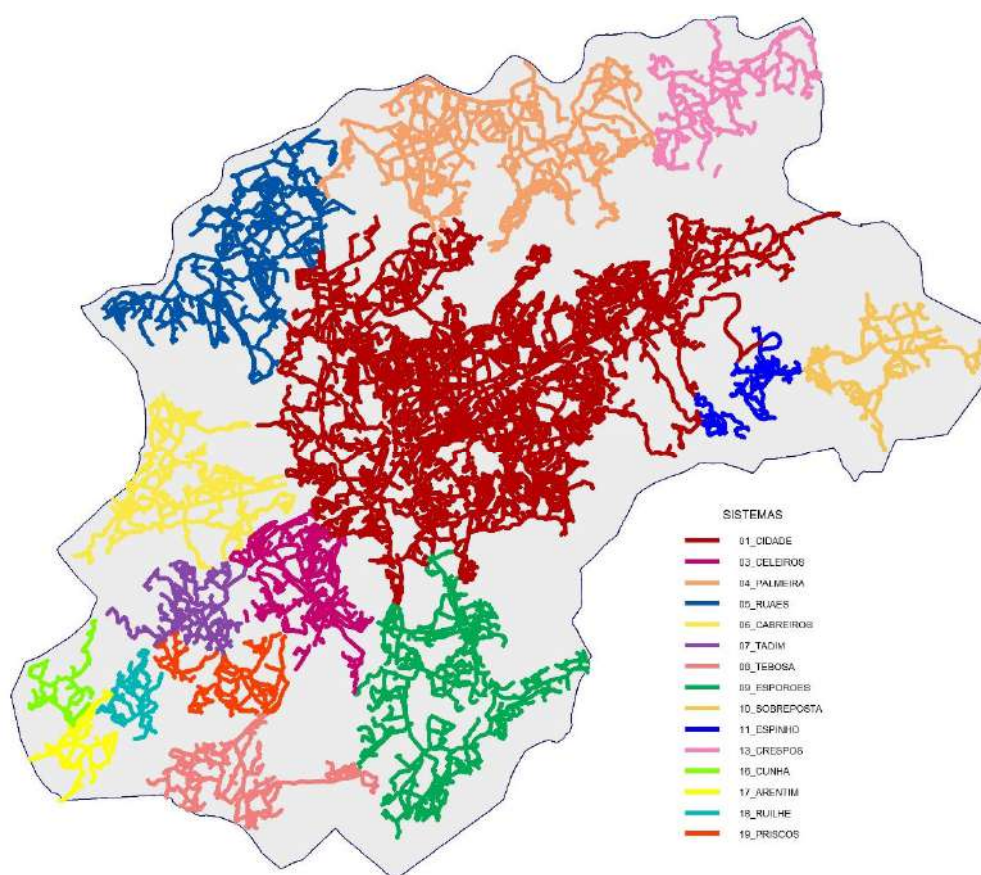 SISTEMAS
01_CIDADE
03_CELEIROS
04_PALMEIRA
05_RUAES
06_CABREIROS
07_TADIM
08_TEBOSA
09_ESPOROES
10_SOBREPOSTA
11_ESPINHO
13_CRESPOS
16_CUNHA
17_ARENTIM
18_RUILHE
19_PRISCOS